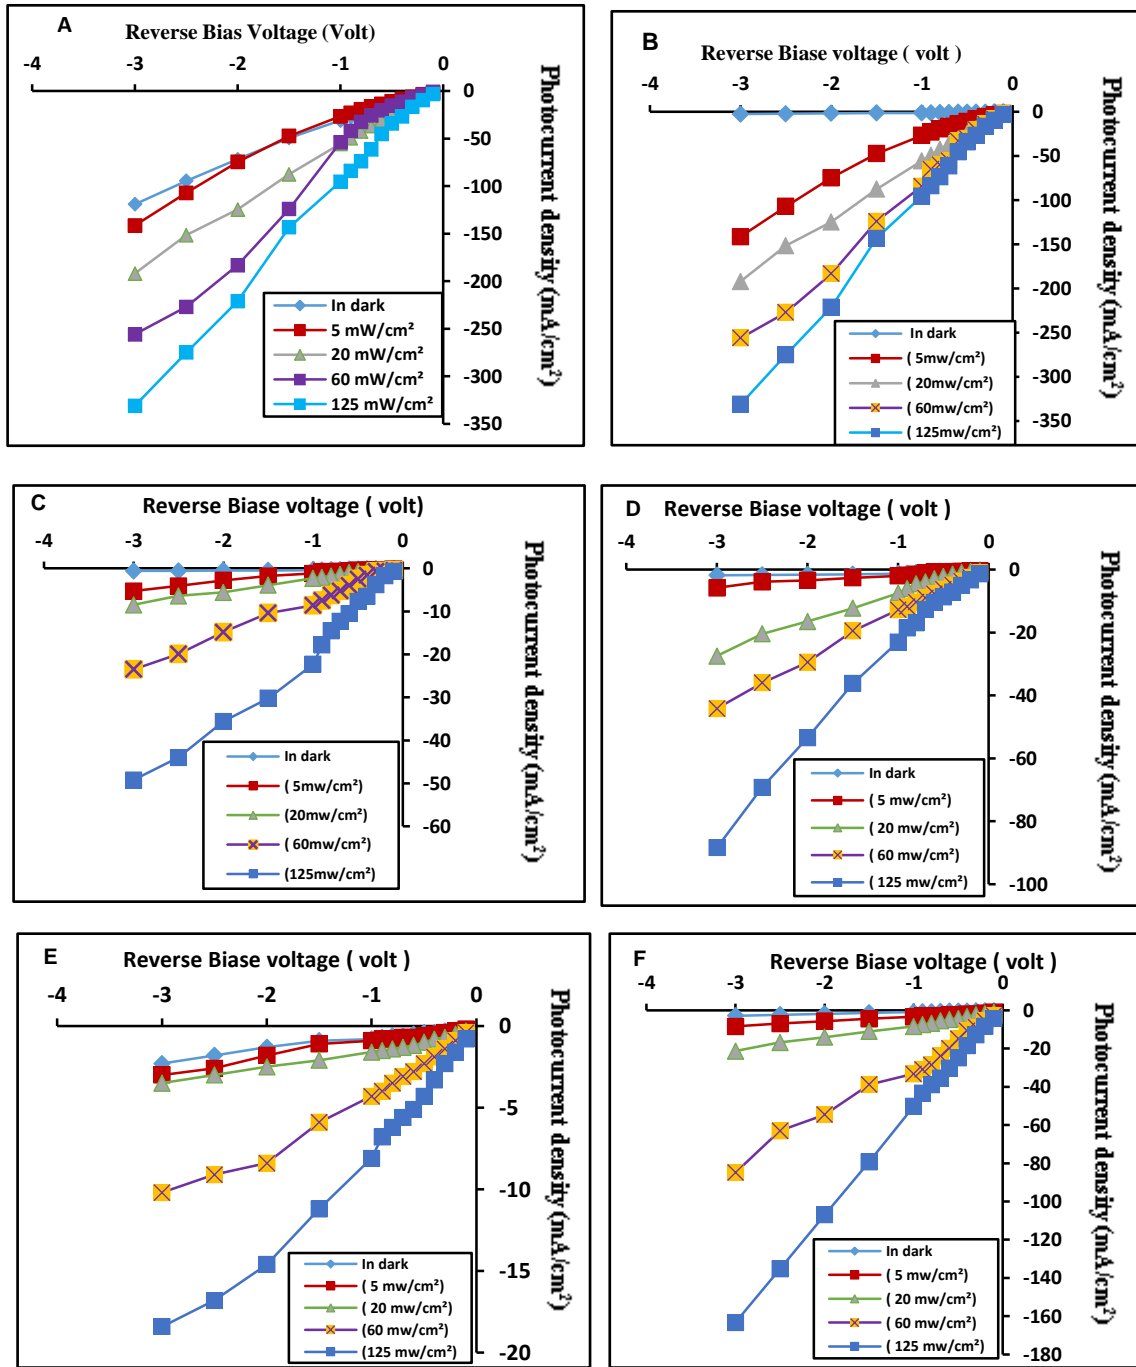 A
Reverse Bias Voltage (Volt)
-4 -3 -2 -1 0
0
-50
-100
-150
-200
-250
-300
-350
Photocurrent density (mA/cm²)
In dark
5 mW/cm²
20 mW/cm²
60 mW/cm²
125 mW/cm²
B
Reverse Biase voltage ( volt )
-4 -3 -2 -1 0
0
-50
-100
-150
-200
-250
-300
-350
Photocurrent density (mA/cm²)
In dark
( 5mw/cm²)
( 20mw/cm²)
( 60mw/cm²)
( 125mw/cm²)
C
Reverse Biase voltage ( volt)
-4 -3 -2 -1 0
0
-10
-20
-30
-40
-50
-60
Photocurrent density (mA/cm²)
In dark
( 5mw/cm²)
(20mw/cm²)
( 60mw/cm²)
(125mw/cm²)
D
Reverse Biase voltage ( volt )
-4 -3 -2 -1 0
0
-20
-40
-60
-80
-100
Photocurrent density (mA/cm²)
In dark
( 5 mw/cm²)
( 20 mw/cm²)
( 60 mw/cm²)
( 125 mw/cm²)
E
Reverse Biase voltage ( volt )
-4 -3 -2 -1 0
0
-5
-10
-15
-20
Photocurrent density (mA/cm²)
In dark
( 5 mw/cm²)
( 20 mw/cm²)
(60 mw/cm²)
(125 mw/cm²)
F
Reverse Biase voltage ( volt )
-4 -3 -2 -1 0
0
-20
-40
-60
-80
-100
-120
-140
-160
-180
Photocurrent density (mA/cm²)
In dark
( 5 mw/cm²)
( 20 mw/cm²)
( 60 mw/cm²)
( 125 mw/cm²)